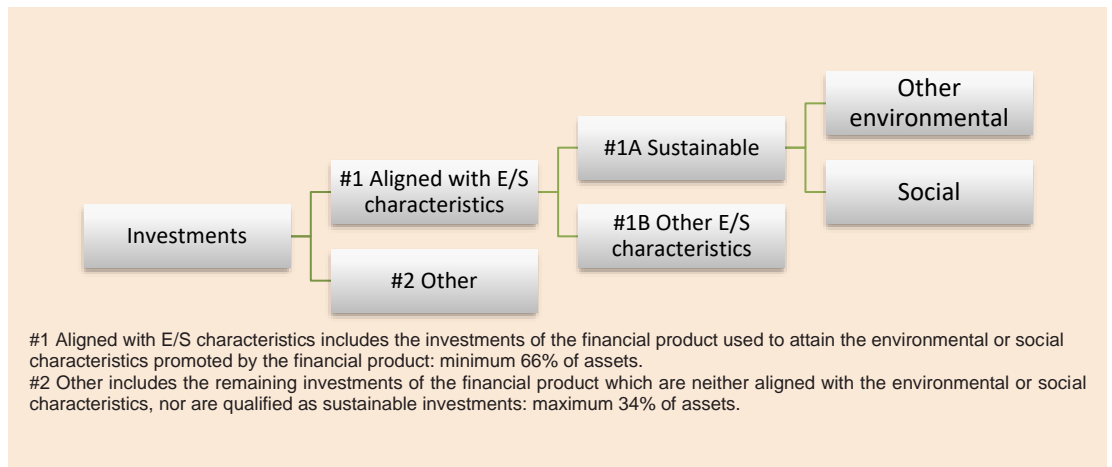 Investments
#1 Aligned with E/S
characteristics
#2 Other
#1A Sustainable
#1B Other E/S
characteristics
Other
environmental
Social
#1 Aligned with E/S characteristics includes the investments of the financial product used to attain the environmental or social
characteristics promoted by the financial product: minimum 66% of assets.
#2 Other includes the remaining investments of the financial product which are neither aligned with the environmental or social
characteristics, nor are qualified as sustainable investments: maximum 34% of assets.